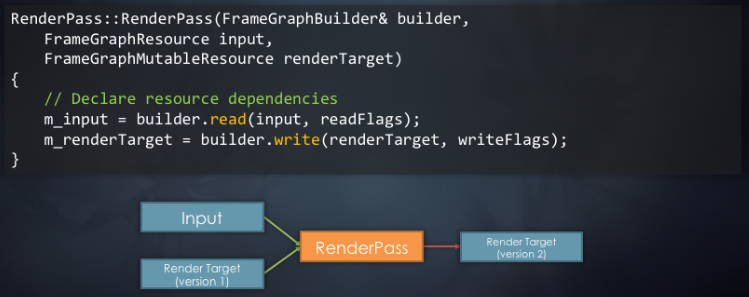 RenderPass::RenderPass(FrameGraphBuilder& builder,
    FrameGraphResource input,
    FrameGraphMutableResource renderTarget)
{
    // Declare resource dependencies
    m_input = builder.read(input, readFlags);
    m_renderTarget = builder.write(renderTarget, writeFlags);
}
Input
RenderPass
Render Target
(version 2)
Render Target
(version 1)